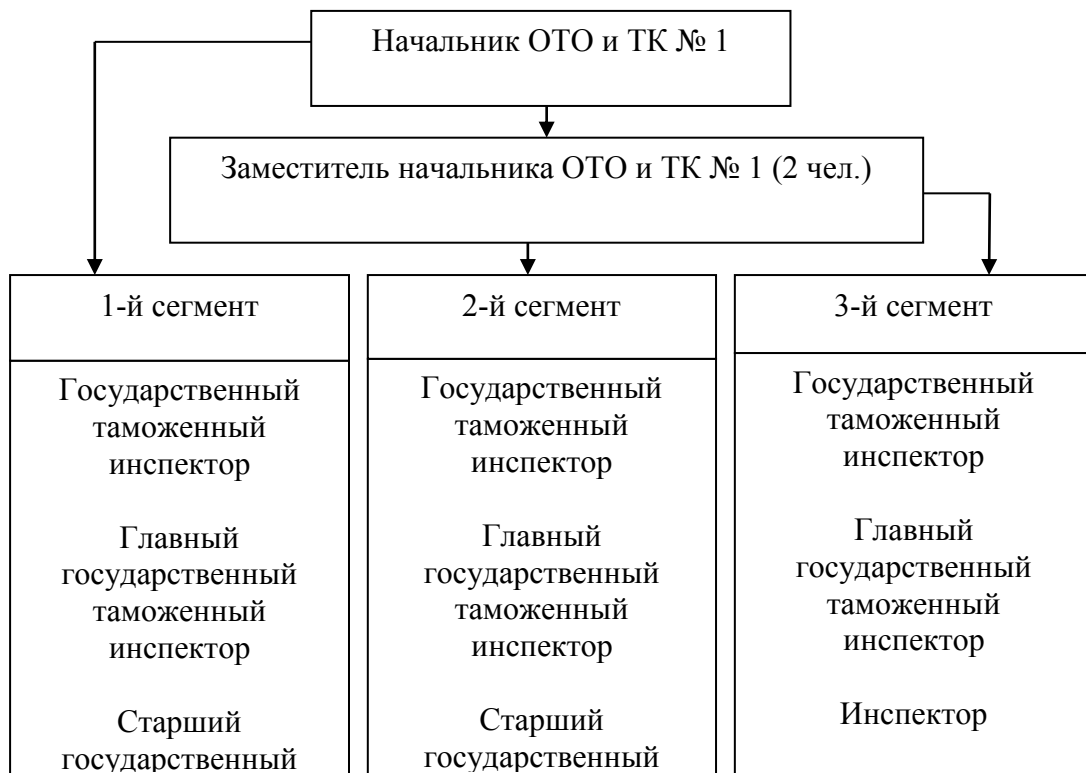 Начальник ОТО и ТК № 1
Заместитель начальника ОТО и ТК № 1 (2 чел.)
1-й сегмент
Государственный
таможенный
инспектор
Главный
государственный
таможенный
инспектор
Старший
государственный
2-й сегмент
Государственный
таможенный
инспектор
Главный
государственный
таможенный
инспектор
Старший
государственный
3-й сегмент
Государственный
таможенный
инспектор
Главный
государственный
таможенный
инспектор
Инспектор